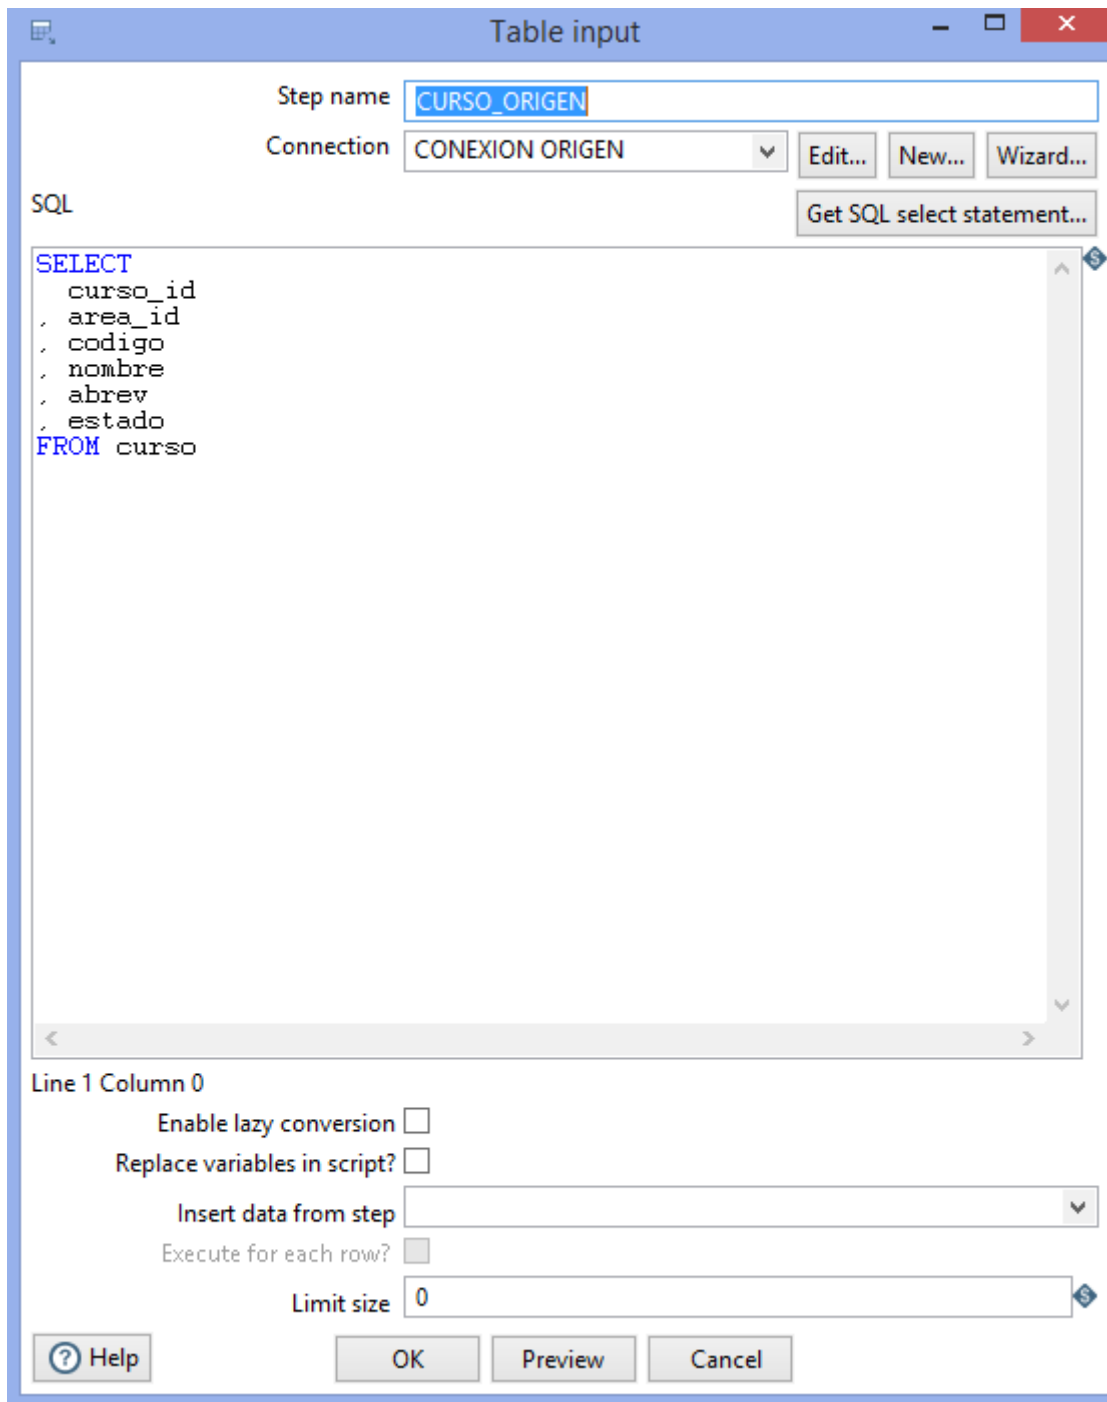 Table input
Step name CURSO_ORIGEN
Connection CONEXION ORIGEN Edit... New... Wizard...
SQL Get SQL select statement...
SELECT
  curso_id
, area_id
, codigo
, nombre
, abrev
, estado
FROM curso
Line 1 Column 0
Enable lazy conversion
Replace variables in script?
Insert data from step
Execute for each row?
Limit size 0
Help OK Preview Cancel